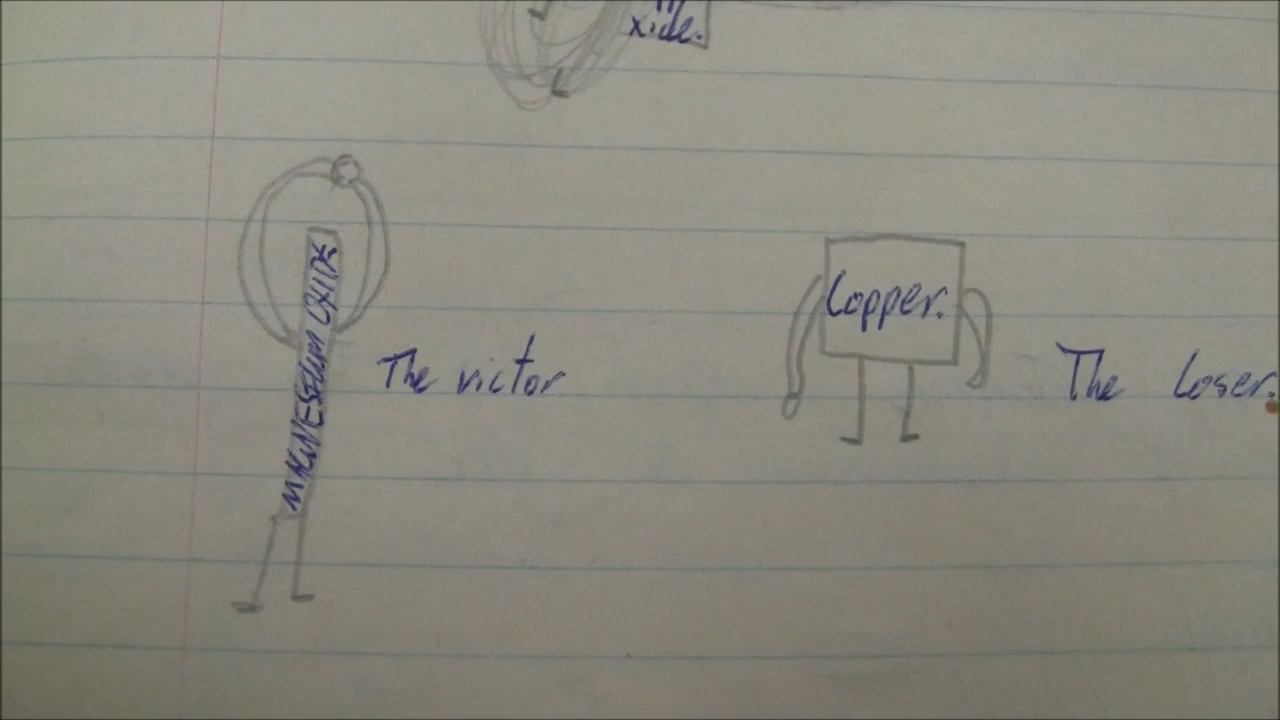 xide.
MAGNESIUM OXIDE
The victor
Copper.
The Loser.